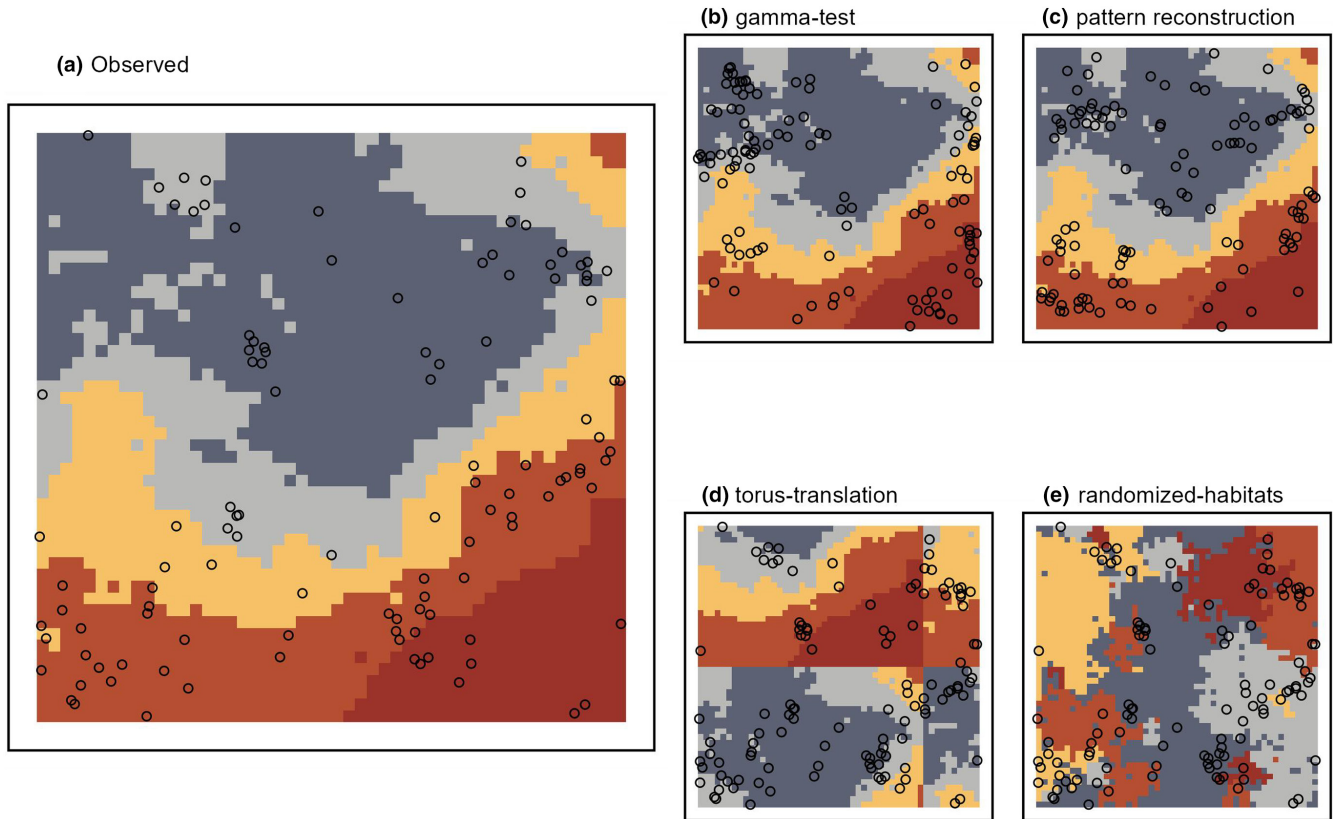 (a) Observed
(b) gamma-test
(c) pattern reconstruction
(d) torus-translation
(e) randomized-habitats